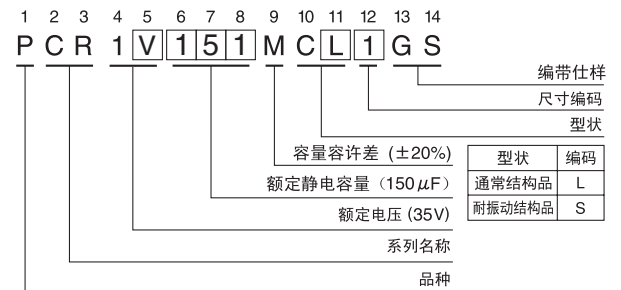 1 2 3 4 5 6 7 8 9 10 11 12 13 14
P C R 1 V 1 5 1 M C L 1 G S
编带仕样
尺寸编码
型状
容量容许差 (±20%)
额定静电容量（150μF）
额定电压 (35V)
系列名称
品种
型状 编码
通常结构品 L
耐振动结构品 S